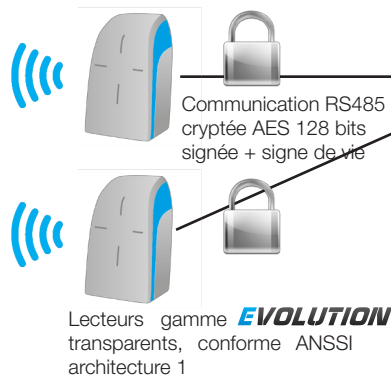 Communication RS485
cryptée AES 128 bits
signée + signe de vie
Lecteurs gamme EVOLUTION
transparents, conforme ANSSI
architecture 1